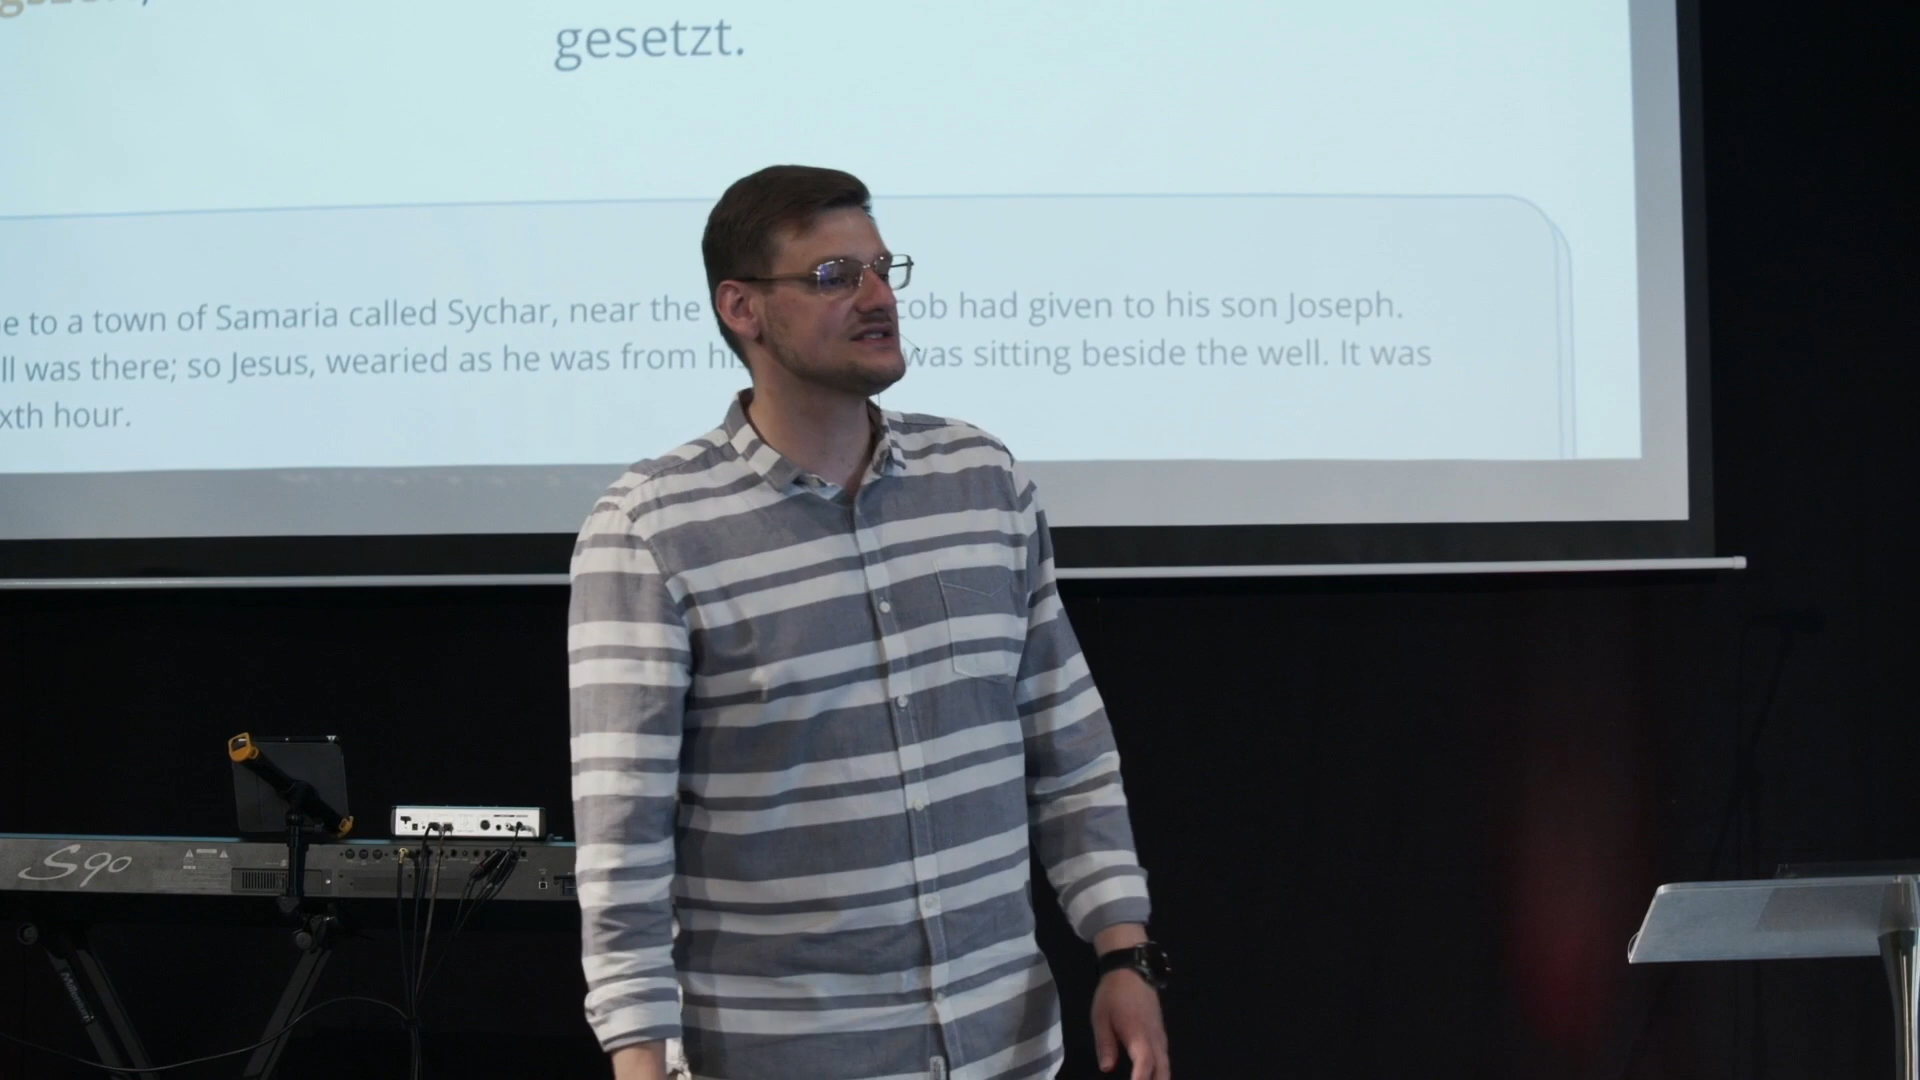 gesetzt.
e to a town of Samaria called Sychar, near the cob had given to his son Joseph.
ll was there; so Jesus, wearied as he was from hi was sitting beside the well. It was
xth hour.
S90
Millenium